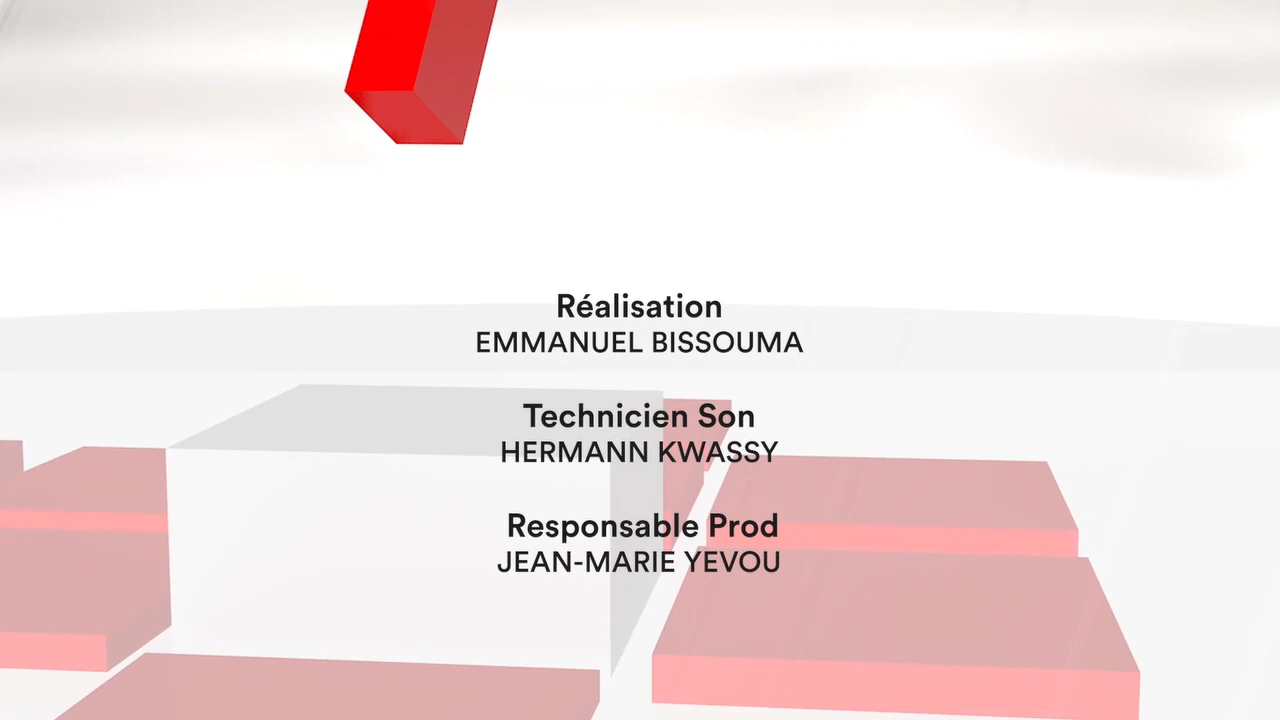 Réalisation
EMMANUEL BISSOUMA
Technicien Son
HERMANN KWASSY
Responsable Prod
JEAN-MARIE YEVOU